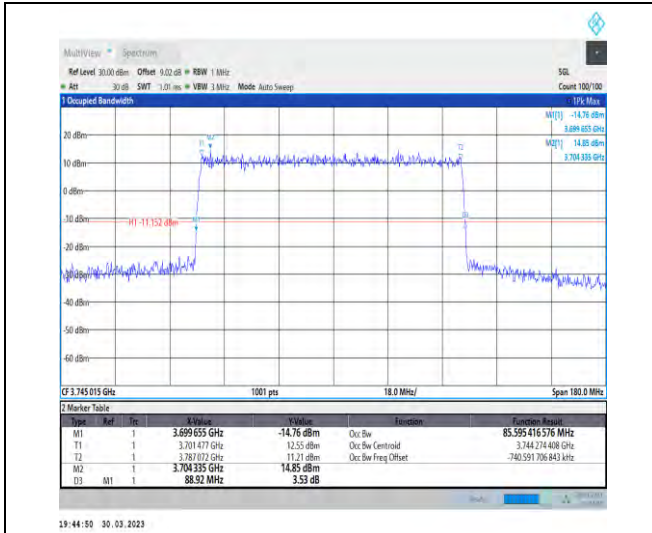 MultiView Spectrum
Ref Level 30.00 dBm Offset 9.02 dB RBW 1 MHz SGL
Att 30 dB SWT 1.01 ms VBW 3 MHz Mode Auto Sweep Count 100/100
1 Occupied Bandwidth 1Pk Max
M1[1] -14.76 dBm
3.699 655 GHz
M2[1] 14.85 dBm
3.704 335 GHz
20 dBm
10 dBm
0 dBm
-10 dBm
H1 -11.152 dBm
-20 dBm
-30 dBm
-40 dBm
-50 dBm
-60 dBm
T1
M2
T2
CF 3.745 015 GHz 1001 pts 18.0 MHz/ Span 180.0 MHz
2 Marker Table
Type Ref Trc X-Value Y-Value Function Function Result
M1 1 3.699 655 GHz -14.76 dBm Occ Bw 85.595 416 576 MHz
T1 1 3.701 477 GHz 12.55 dBm Occ Bw Centroid 3.744 274 408 GHz
T2 1 3.787 072 GHz 11.21 dBm Occ Bw Freq Offset -740.591 706 843 kHz
M2 1 3.704 335 GHz 14.85 dBm
D3 M1 1 88.92 MHz 3.53 dB
19:44:50 30.03.2023